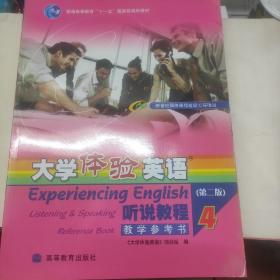 普通高等教育"十一五"国家级规划教材
大学体验英语®
(第二版)
Experiencing English
Listening & Speaking
听说教程
4
Reference Book
教学参考书
《大学体验英语》项目组 编
高等教育出版社